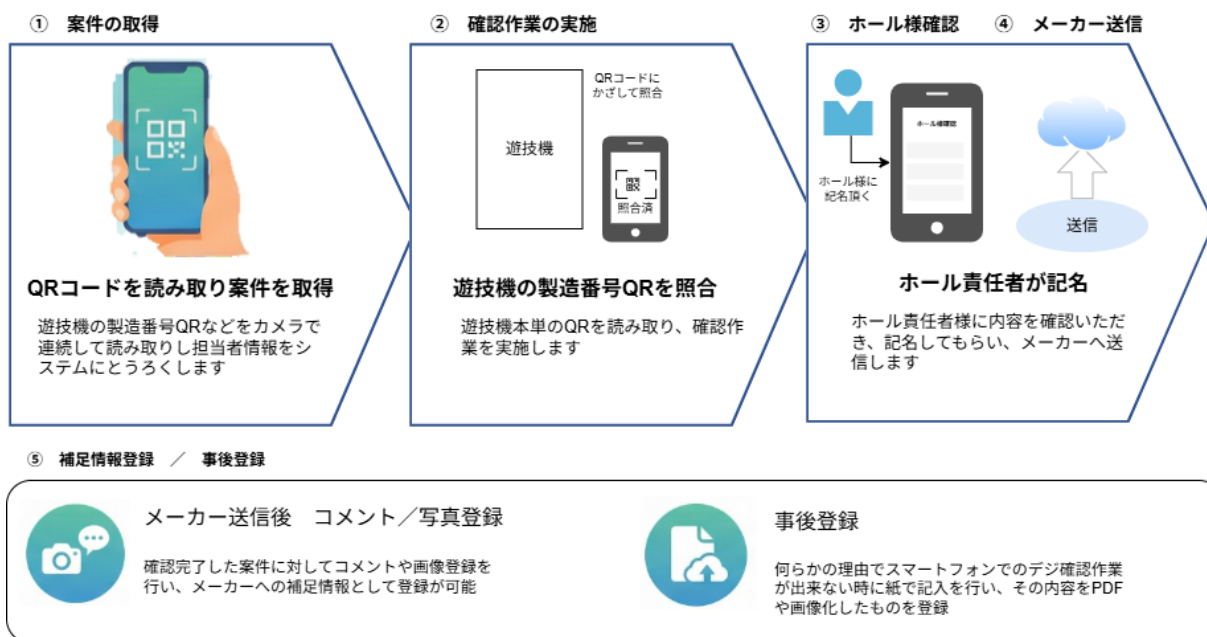 ① 案件の取得
② 確認作業の実施
③ ホール様確認
④ メーカー送信
QRコードに
かざして照合
遊技機
照合済
ホール様確認
ホール様に
記名頂く
送信
QRコードを読み取り案件を取得
遊技機の製造番号QRなどをカメラで
連続して読み取りし担当者情報をシ
ステムにとうろくします
遊技機の製造番号QRを照合
遊技機本単のQRを読み取り、確認作
業を実施します
ホール責任者が記名
ホール責任者様に内容を確認いただ
き、記名してもらい、メーカーへ送
信します
⑤ 補足情報登録 ／ 事後登録
メーカー送信後 コメント／写真登録
確認完了した案件に対してコメントや画像登録を
行い、メーカーへの補足情報として登録が可能
事後登録
何らかの理由でスマートフォンでのデジ確認作業
が出来ない時に紙で記入を行い、その内容をPDF
や画像化したものを登録